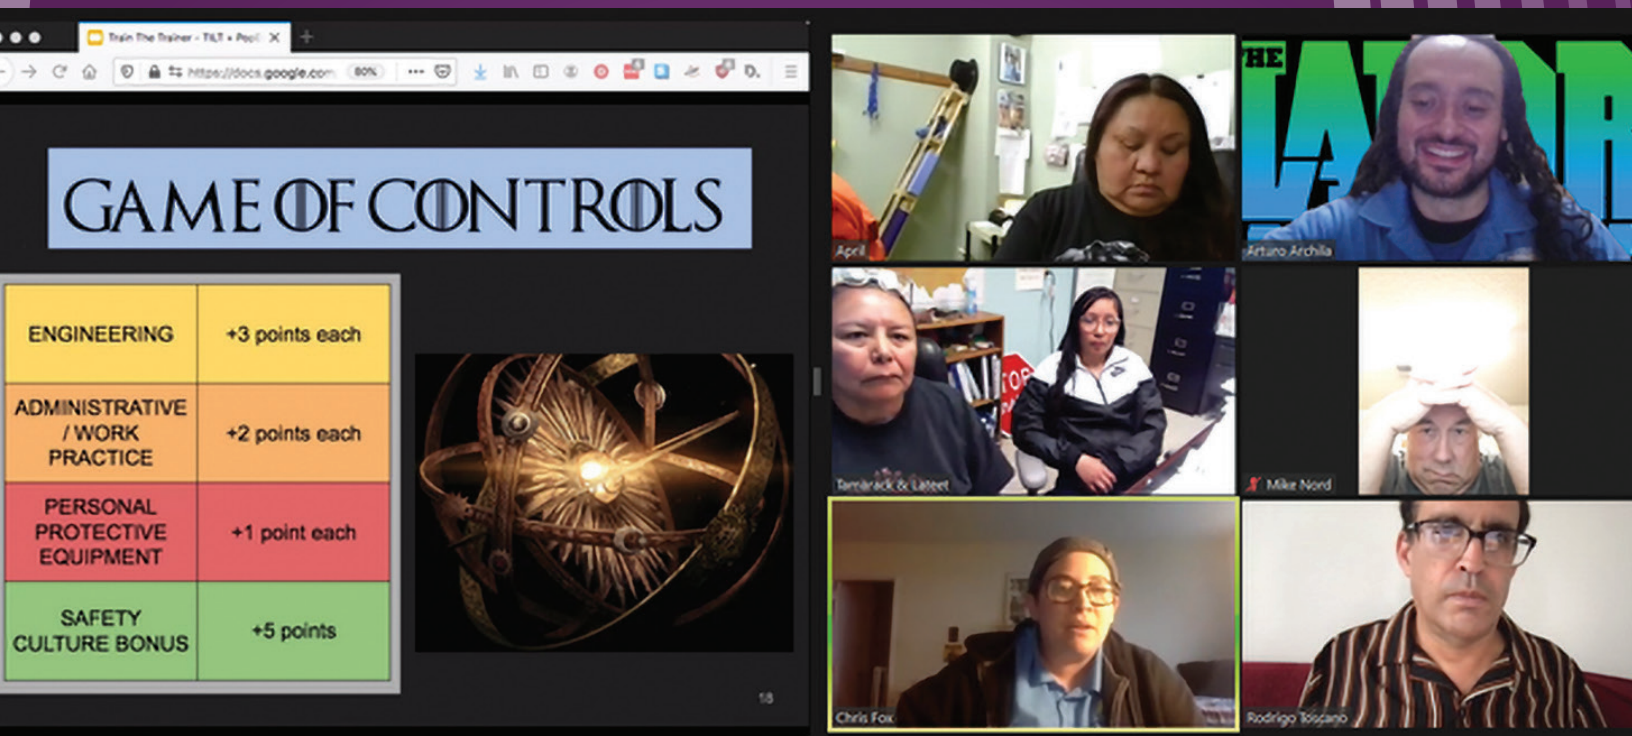 Train The Trainer - TILT + Pool
https://docs.google.com
80%
GAME OF CONTROLS
ENGINEERING
+3 points each
ADMINISTRATIVE
/ WORK
PRACTICE
+2 points each
PERSONAL
PROTECTIVE
EQUIPMENT
+1 point each
SAFETY
CULTURE BONUS
+5 points
18
April
THE
Arturo Archila
Tamarack & Lateet
Mike Nord
Chris Fox
Rodrigo Toscano